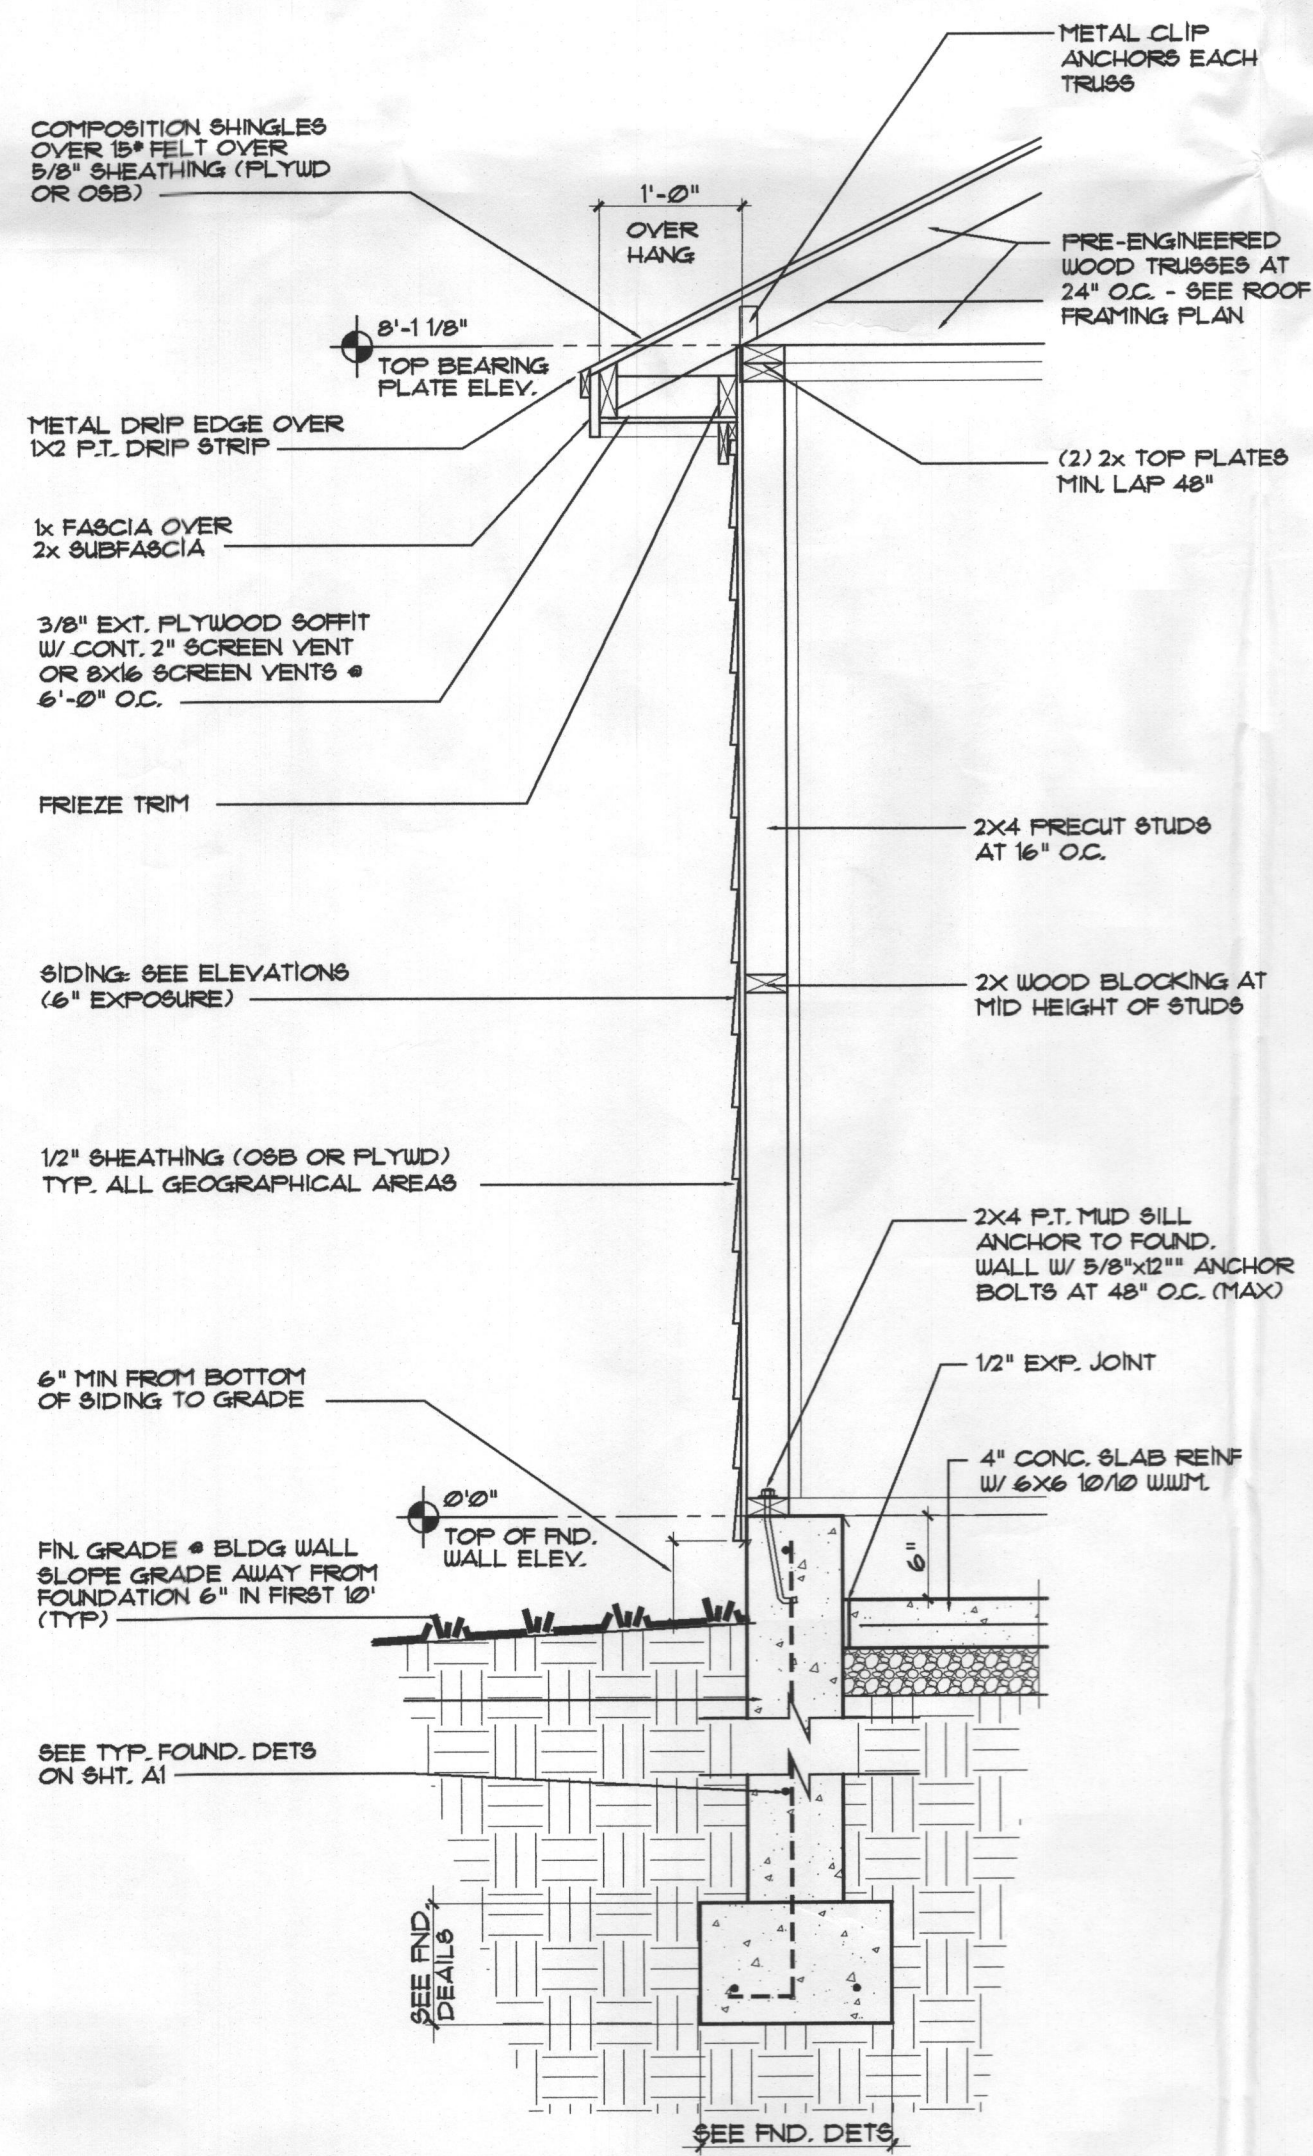 METAL CLIP
ANCHORS EACH
TRUSS
COMPOSITION SHINGLES
OVER 15# FELT OVER
5/8" SHEATHING (PLYWD
OR OSB)
1'-0"
OVER
HANG
PRE-ENGINEERED
WOOD TRUSSES AT
24" O.C. - SEE ROOF
FRAMING PLAN
8'-1 1/8"
TOP BEARING
PLATE ELEV.
METAL DRIP EDGE OVER
1X2 P.T. DRIP STRIP
(2) 2x TOP PLATES
MIN. LAP 48"
1x FASCIA OVER
2x SUBFASCIA
3/8" EXT. PLYWOOD SOFFIT
W/ CONT. 2" SCREEN VENT
OR 8X16 SCREEN VENTS @
6'-0" O.C.
FRIEZE TRIM
2X4 PRECUT STUDS
AT 16" O.C.
SIDING: SEE ELEVATIONS
(6" EXPOSURE)
2X WOOD BLOCKING AT
MID HEIGHT OF STUDS
1/2" SHEATHING (OSB OR PLYWD)
TYP. ALL GEOGRAPHICAL AREAS
2X4 P.T. MUD SILL
ANCHOR TO FOUND.
WALL W/ 5/8"x12"" ANCHOR
BOLTS AT 48" O.C. (MAX)
6" MIN FROM BOTTOM
OF SIDING TO GRADE
1/2" EXP. JOINT
4" CONC. SLAB REINF
W/ 6X6 10/10 W.W.M.
0'0"
TOP OF FND.
WALL ELEV.
6"
FIN. GRADE @ BLDG WALL
SLOPE GRADE AWAY FROM
FOUNDATION 6" IN FIRST 10'
(TYP)
SEE TYP. FOUND. DETS
ON SHT. A1
SEE FND.
DEAILS
SEE FND. DETS.